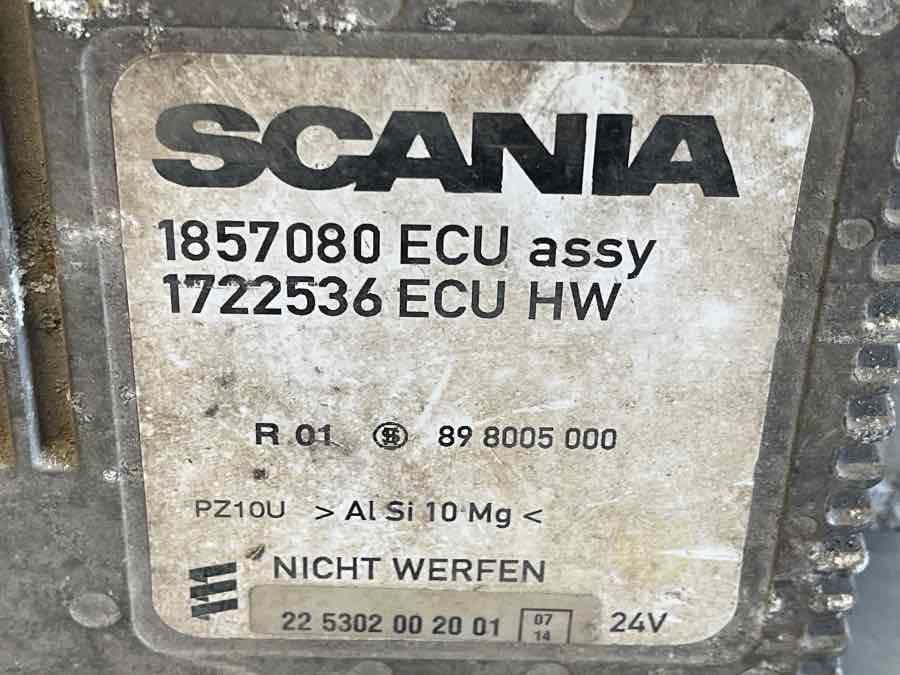 SCANIA
1857080 ECU assy
1722536 ECU HW
R 01 89 8005 000
PZ10U > Al Si 10 Mg <
NICHT WERFEN
22 5302 00 20 01 07 14 24V